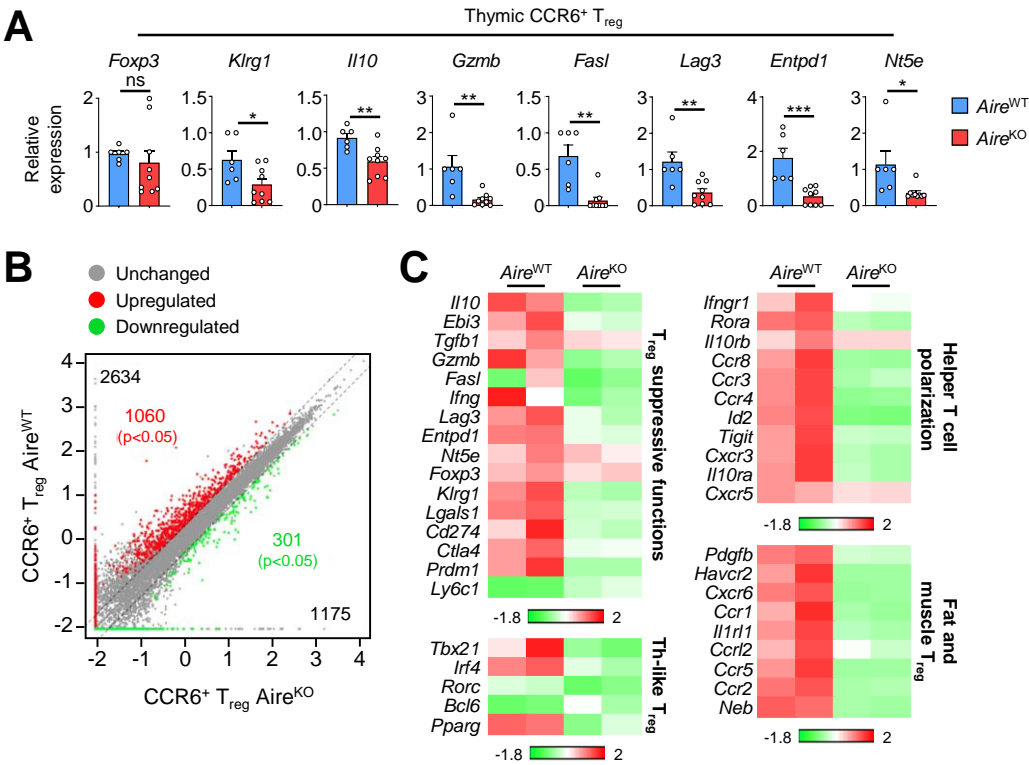 A
Thymic CCR6⁺ Treg
Foxp3 Klrg1 Il10 Gzmb Fasl Lag3 Entpd1 Nt5e
ns * ** ** ** ** *** *
Relative
expression
2 1.5 1.5 3 1.5 3 4 3
1.0 1.0 2 1.0 2 2
1 0.5 0.5 1 0.5 1 2 1
0 0 0 0 0 0 0 0
AireWT
AireKO
B
Unchanged
Upregulated
Downregulated
4
3
2
1
0
-1
-2
2634
1060
(p<0.05)
301
(p<0.05)
1175
CCR6⁺ Treg AireWT
-2 -1 0 1 2 3 4
CCR6⁺ Treg AireKO
C
AireWT AireKO
Il10
Ebi3
Tgfb1
Gzmb
Fasl
Ifng
Lag3
Entpd1
Nt5e
Foxp3
Klrg1
Lgals1
Cd274
Ctla4
Prdm1
Ly6c1
Treg suppressive functions
-1.8 2
Tbx21
Irf4
Rorc
Bcl6
Pparg
Th-like Treg
-1.8 2
AireWT AireKO
Ifngr1
Rora
Il10rb
Ccr8
Ccr3
Ccr4
Id2
Tigit
Cxcr3
Il10ra
Cxcr5
Helper T cell
polarization
-1.8 2
Pdgfb
Havcr2
Cxcr6
Ccr1
Il1rl1
Ccrl2
Ccr5
Ccr2
Neb
Fat and
muscle Treg
-1.8 2